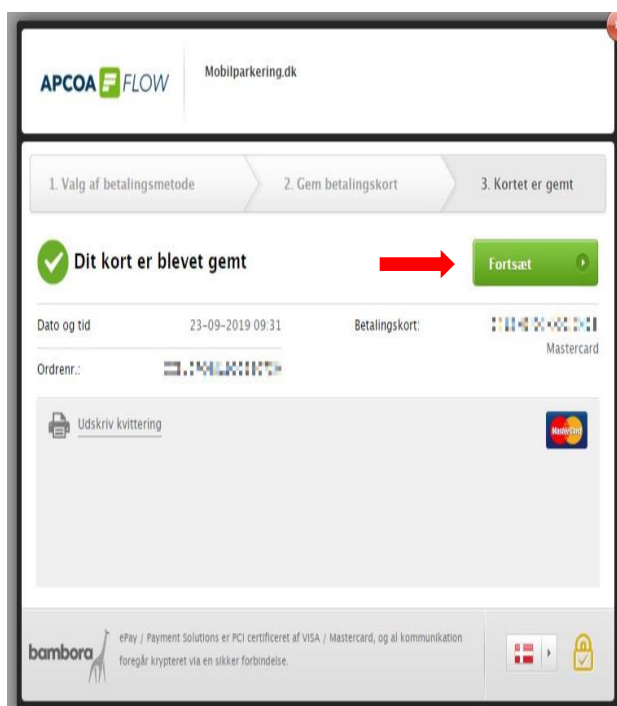 APCOA FLOW
Mobilparkering.dk
1. Valg af betalingsmetode
2. Gem betalingskort
3. Kortet er gemt
Dit kort er blevet gemt
Fortsæt
Dato og tid
23-09-2019 09:31
Betalingskort:
Mastercard
Ordrenr.:
Udskriv kvittering
MasterCard
bambora
ePay / Payment Solutions er PCI certificeret af VISA / Mastercard, og al kommunikation
foregår krypteret via en sikker forbindelse.